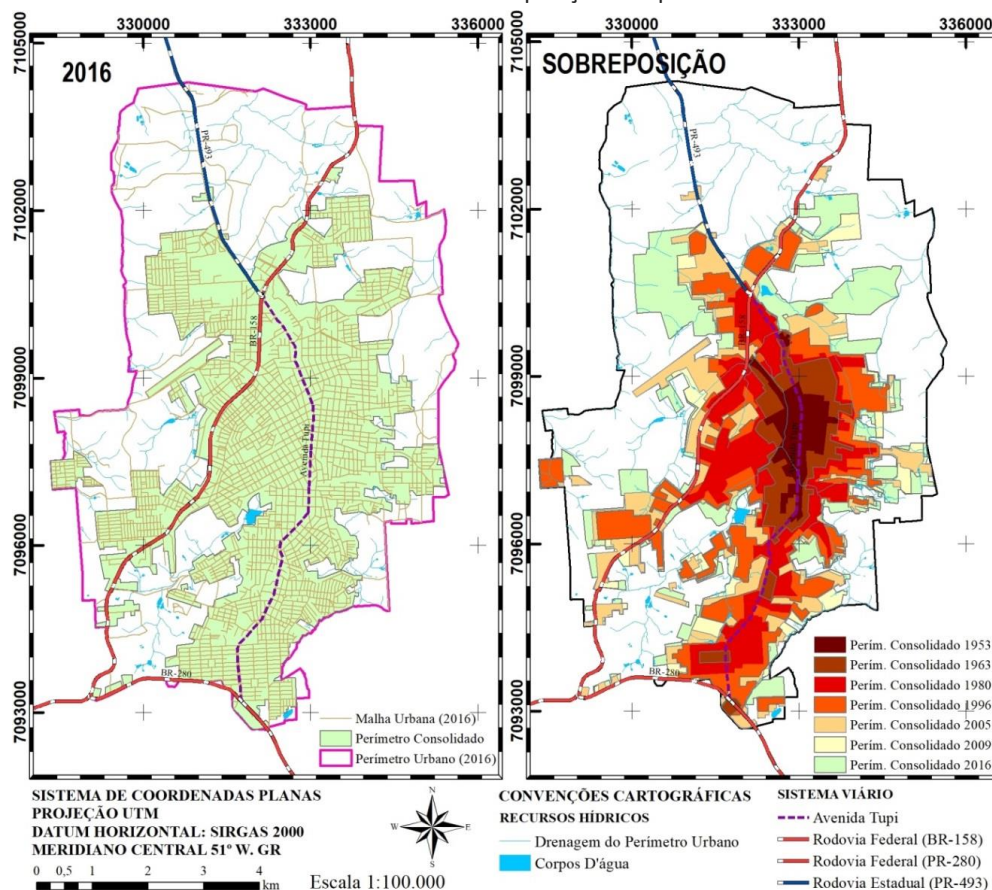 330000 333000 336000
330000 333000 336000
7105000
7102000
7099000
7096000
7093000
2016
PR-493
BR-158
Avenida Tupi
BR-280
Malha Urbana (2016)
Perímetro Consolidado
Perímetro Urbano (2016)
7105000
7102000
7099000
7096000
7093000
SOBREPOSIÇÃO
PR-493
BR-280
Perím. Consolidado 1953
Perím. Consolidado 1963
Perím. Consolidado 1980
Perím. Consolidado 1996
Perím. Consolidado 2005
Perím. Consolidado 2009
Perím. Consolidado 2016
SISTEMA DE COORDENADAS PLANAS
PROJEÇÃO UTM
DATUM HORIZONTAL: SIRGAS 2000
MERIDIANO CENTRAL 51º W. GR
0 0,5 1 2 3 4
km
Escala 1:100.000
N
W E
S
CONVENÇÕES CARTOGRÁFICAS
RECURSOS HÍDRICOS
Drenagem do Perímetro Urbano
Corpos D'água
SISTEMA VIÁRIO
Avenida Tupi
Rodovia Federal (BR-158)
Rodovia Federal (PR-280)
Rodovia Estadual (PR-493)